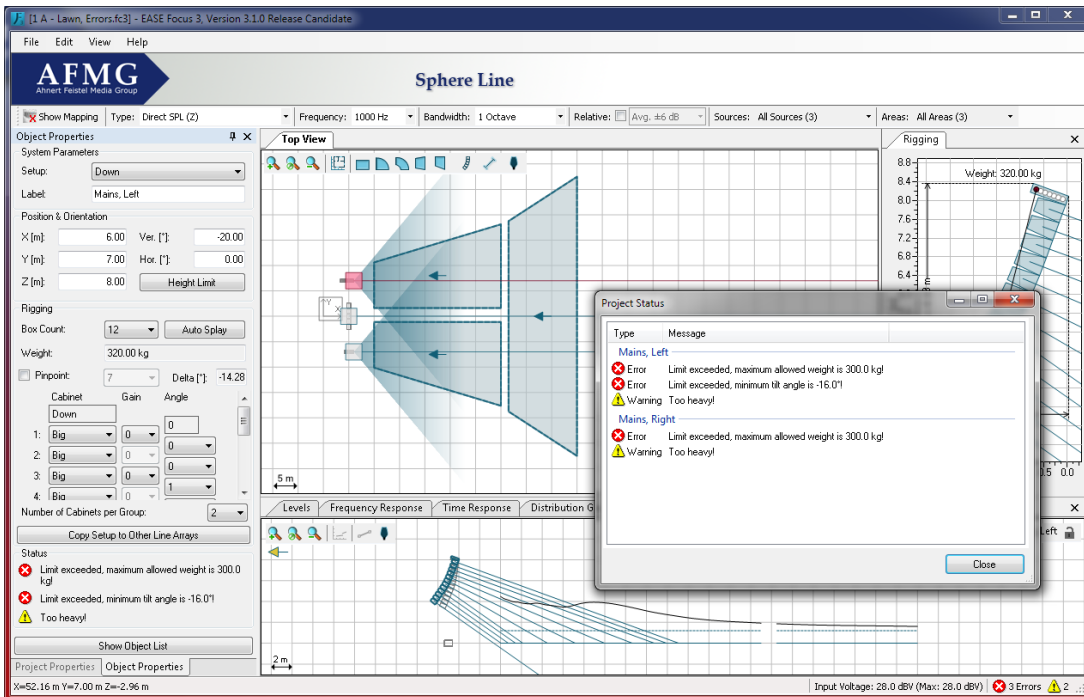 [1 A - Lawn, Errors.fc3] - EASE Focus 3, Version 3.1.0 Release Candidate
File Edit View Help
AFMG
Ahnert Feistel Media Group
Sphere Line
Show Mapping Type: Direct SPL (Z) Frequency: 1000 Hz Bandwidth: 1 Octave Relative: Avg. ±6 dB Sources: All Sources (3) Areas: All Areas (3)
Object Properties
System Parameters
Setup: Down
Label: Mains, Left
Position & Orientation
X [m]: 6.00 Ver. [°]: -20.00
Y [m]: 7.00 Hor. [°]: 0.00
Z [m]: 8.00 Height Limit
Rigging
Box Count: 12 Auto Splay
Weight: 320.00 kg
Pinpoint: 7 Delta [°]: -14.28
Cabinet Gain Angle
Down 0
1: Big 0 0
2: Big 0 0
3: Big 0 1
4: Big 0
Number of Cabinets per Group: 2
Copy Setup to Other Line Arrays
Status
Limit exceeded, maximum allowed weight is 300.0
kg!
Limit exceeded, minimum tilt angle is -16.0°!
Too heavy!
Show Object List
Project Properties Object Properties
Top View
Y
X
5 m
Rigging
Weight: 320.00 kg
8.8
8.4
8.0
7.6
7.2
6.8
6.4
0.5 0.0
Project Status
Type Message
Mains, Left
Error Limit exceeded, maximum allowed weight is 300.0 kg!
Error Limit exceeded, minimum tilt angle is -16.0°!
Warning Too heavy!
Mains, Right
Error Limit exceeded, maximum allowed weight is 300.0 kg!
Warning Too heavy!
Close
Levels Frequency Response Time Response Distribution G
Left
2 m
X=52.16 m Y=7.00 m Z=-2.96 m
Input Voltage: 28.0 dBV (Max: 28.0 dBV) 3 Errors 2